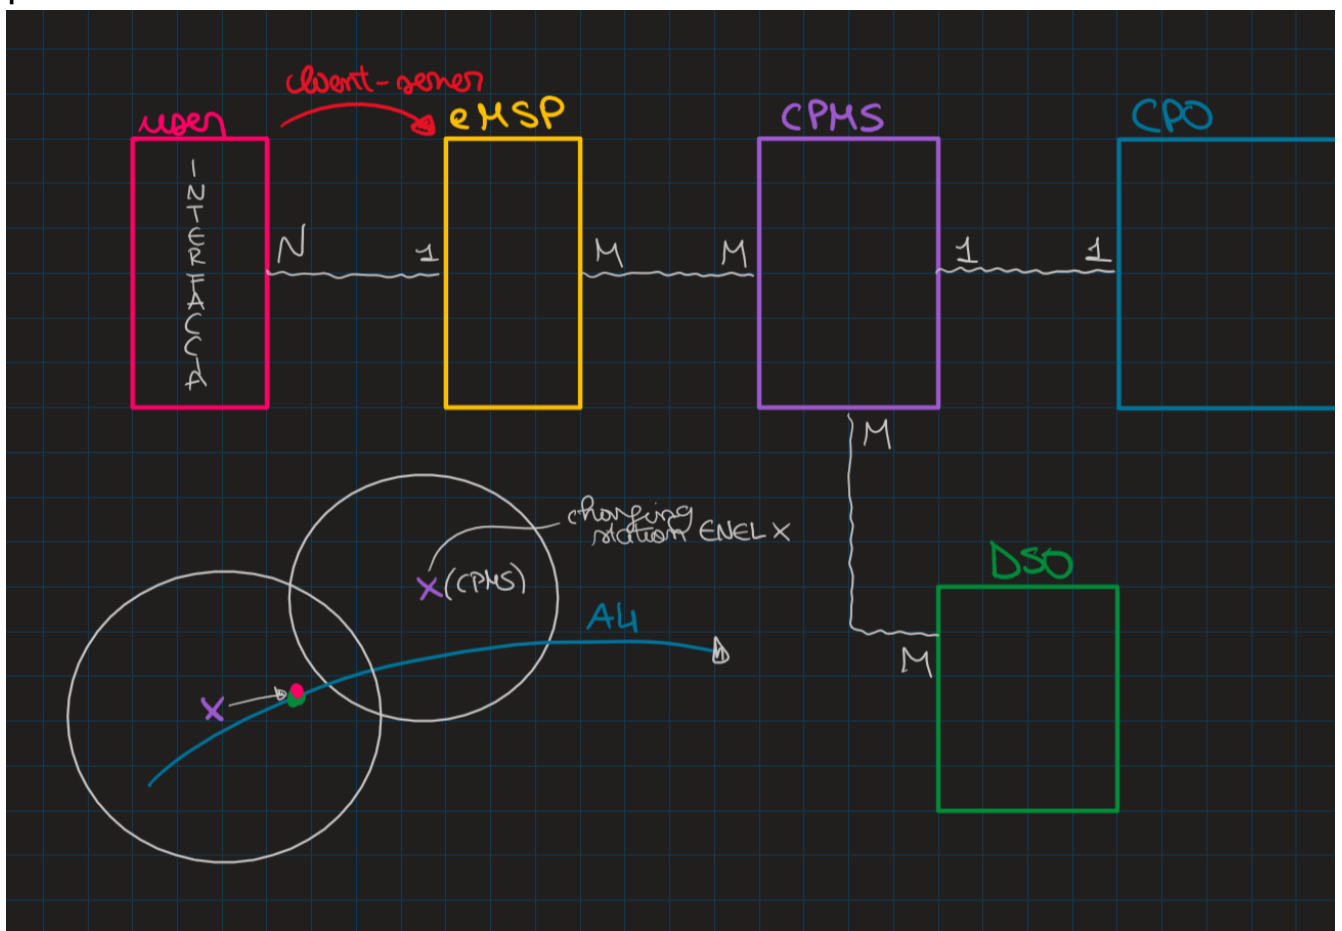 client-server
user
eMSP
CPMS
CPO
INTERFACCIA
N
1
M
M
1
1
M
charging
station ENEL X
X (CPMS)
DSO
A4
M
X